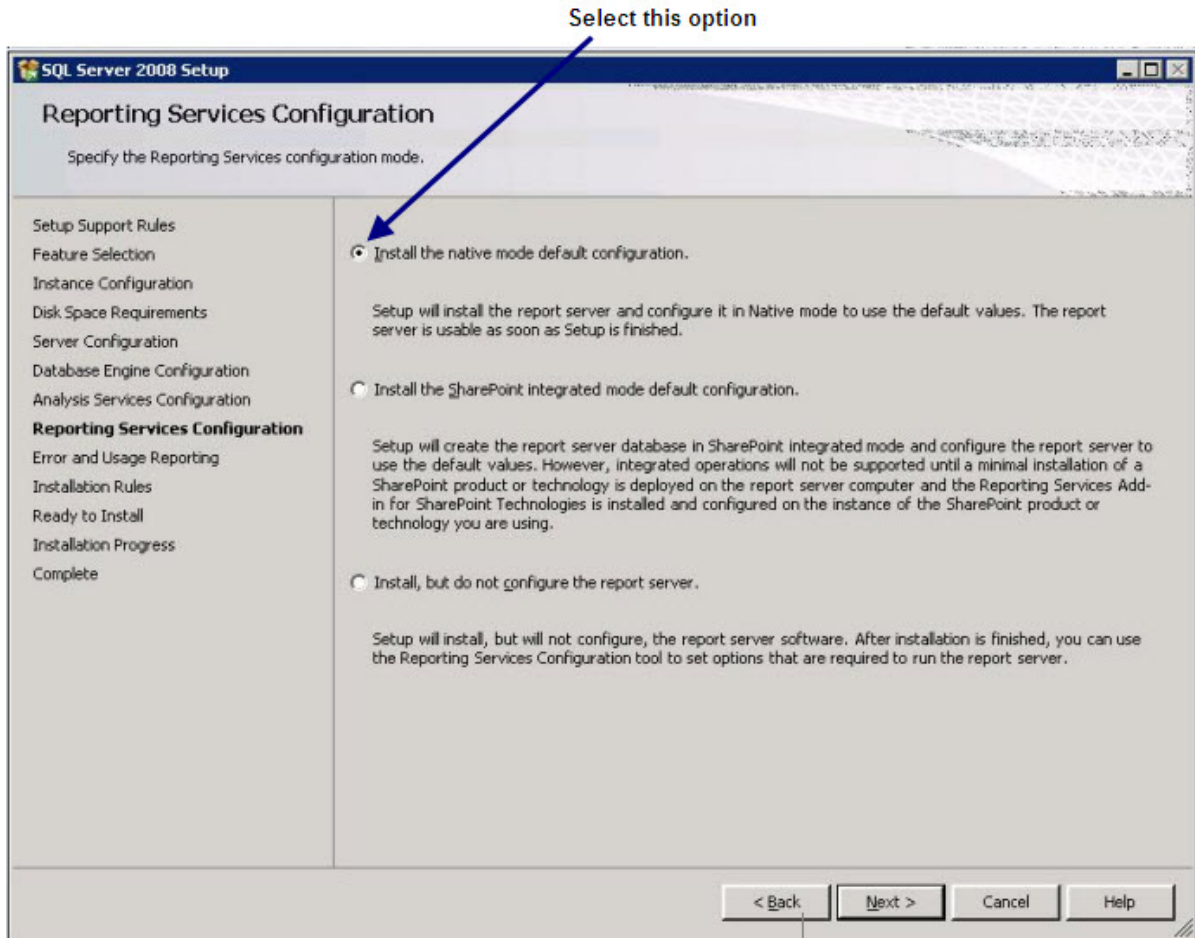 Select this option
SQL Server 2008 Setup
Reporting Services Configuration
Specify the Reporting Services configuration mode.
Setup Support Rules
Feature Selection
Instance Configuration
Disk Space Requirements
Server Configuration
Database Engine Configuration
Analysis Services Configuration
Reporting Services Configuration
Error and Usage Reporting
Installation Rules
Ready to Install
Installation Progress
Complete
Install the native mode default configuration.
Setup will install the report server and configure it in Native mode to use the default values. The report
server is usable as soon as Setup is finished.
Install the SharePoint integrated mode default configuration.
Setup will create the report server database in SharePoint integrated mode and configure the report server to
use the default values. However, integrated operations will not be supported until a minimal installation of a
SharePoint product or technology is deployed on the report server computer and the Reporting Services Add-
in for SharePoint Technologies is installed and configured on the instance of the SharePoint product or
technology you are using.
Install, but do not configure the report server.
Setup will install, but will not configure, the report server software. After installation is finished, you can use
the Reporting Services Configuration tool to set options that are required to run the report server.
< Back
Next >
Cancel
Help